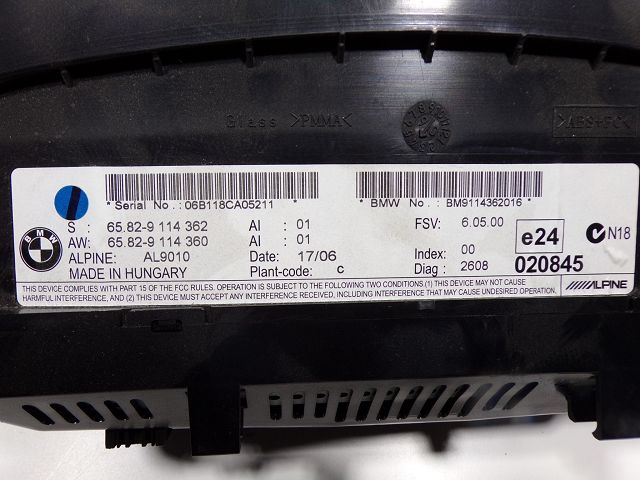 Glass >PMMA<
>ABS+PC<
* Serial No. : 06B118CA05211 *
* BMW No : BM9114362016 *
S : 65.82-9 114 362 AI : 01 FSV: 6.05.00
AW: 65.82-9 114 360 AI : 01
ALPINE: AL9010 Date: 17/06 Index: 00
MADE IN HUNGARY Plant-code: C Diag : 2608
e24
020845
N18
BMW
THIS DEVICE COMPLIES WITH PART 15 OF THE FCC RULES. OPERATION IS SUBJECT TO THE FOLLOWING TWO CONDITIONS (1) THIS DEVICE MAY NOT CAUSE
HARMFUL INTERFERENCE, AND (2) THIS DEVICE MUST ACCEPT ANY INTERFERENCE RECEIVED, INCLUDING INTERFERENCE THAT MAY CAUSE UNDESIRED OPERATION.
ALPINE